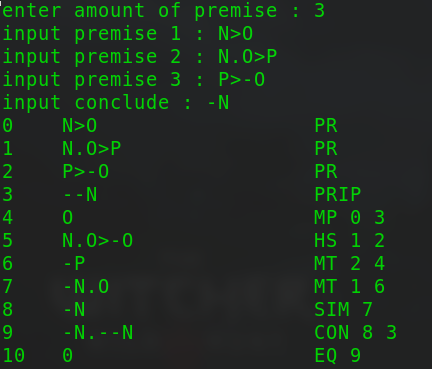 enter amount of premise : 3
input premise 1 : N>O
input premise 2 : N.O>P
input premise 3 : P>-O
input conclude : -N
0 N>O PR
1 N.O>P PR
2 P>-O PR
3 --N PRIP
4 O MP 0 3
5 N.O>-O HS 1 2
6 -P MT 2 4
7 -N.O MT 1 6
8 -N SIM 7
9 -N.--N CON 8 3
10 0 EQ 9